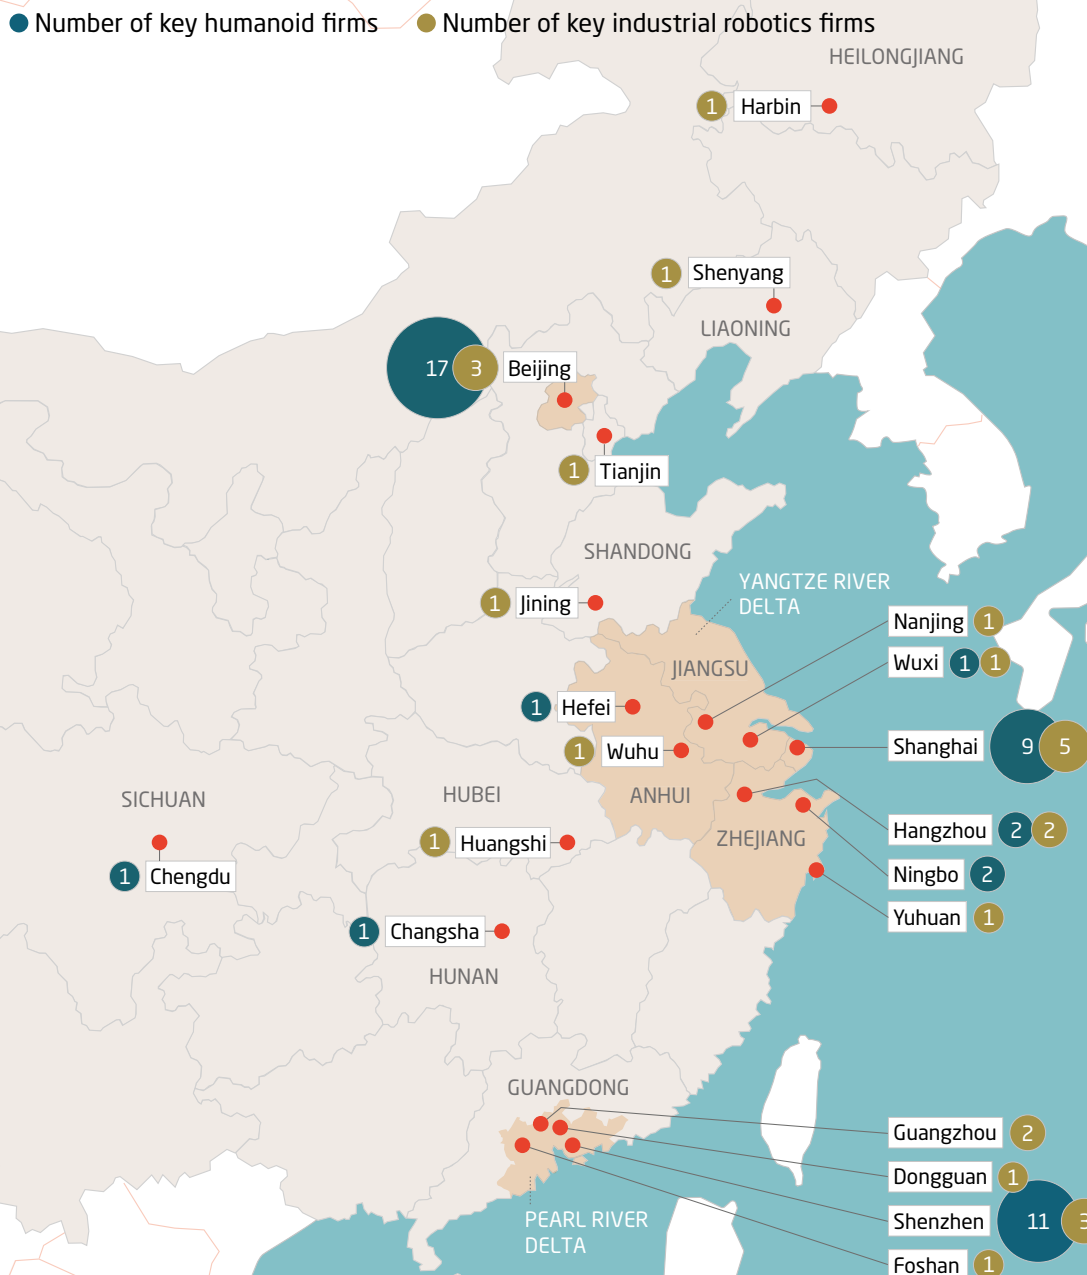 Number of key humanoid firms
Number of key industrial robotics firms
HEILONGJIANG
1 Harbin
1 Shenyang
LIAONING
17 3 Beijing
1 Tianjin
SHANDONG
YANGTZE RIVER
DELTA
1 Jining
Nanjing 1
JIANGSU
Wuxi 1 1
1 Hefei
Shanghai 9 5
1 Wuhu
SICHUAN
HUBEI
ANHUI
Hangzhou 2 2
ZHEJIANG
1 Huangshi
1 Chengdu
Ningbo 2
Yuhuan 1
1 Changsha
HUNAN
GUANGDONG
Guangzhou 2
Dongguan 1
PEARL RIVER
DELTA
Shenzhen 11 3
Foshan 1